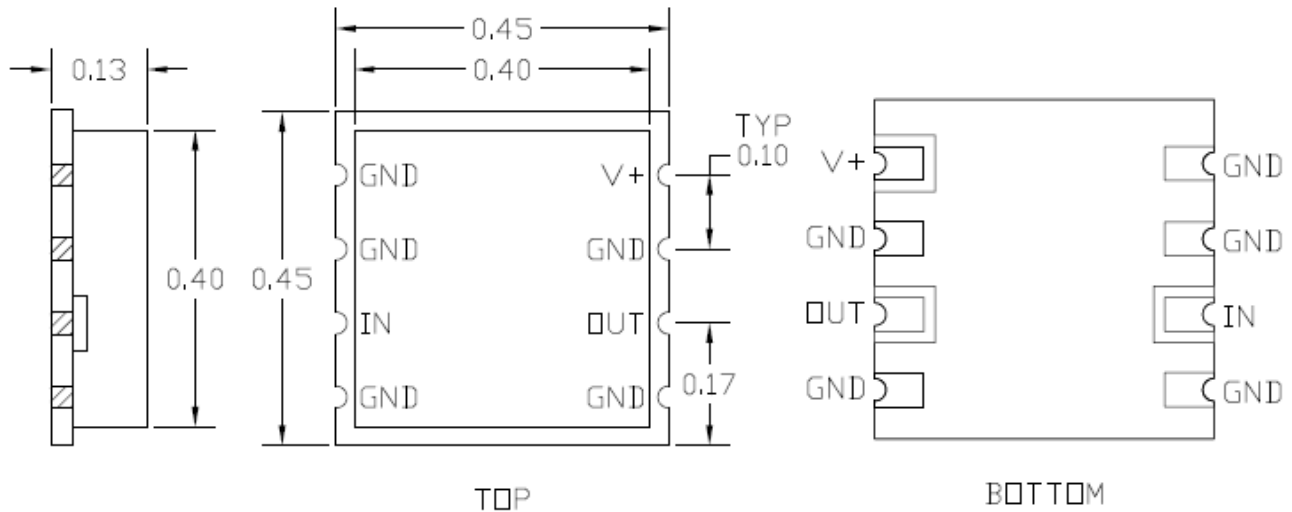 0.45
0.13
0.40
TYP
0.10
GND
V+
V+
GND
GND
GND
GND
GND
0.40
0.45
IN
OUT
OUT
IN
0.17
GND
GND
GND
GND
TOP
BOTTOM